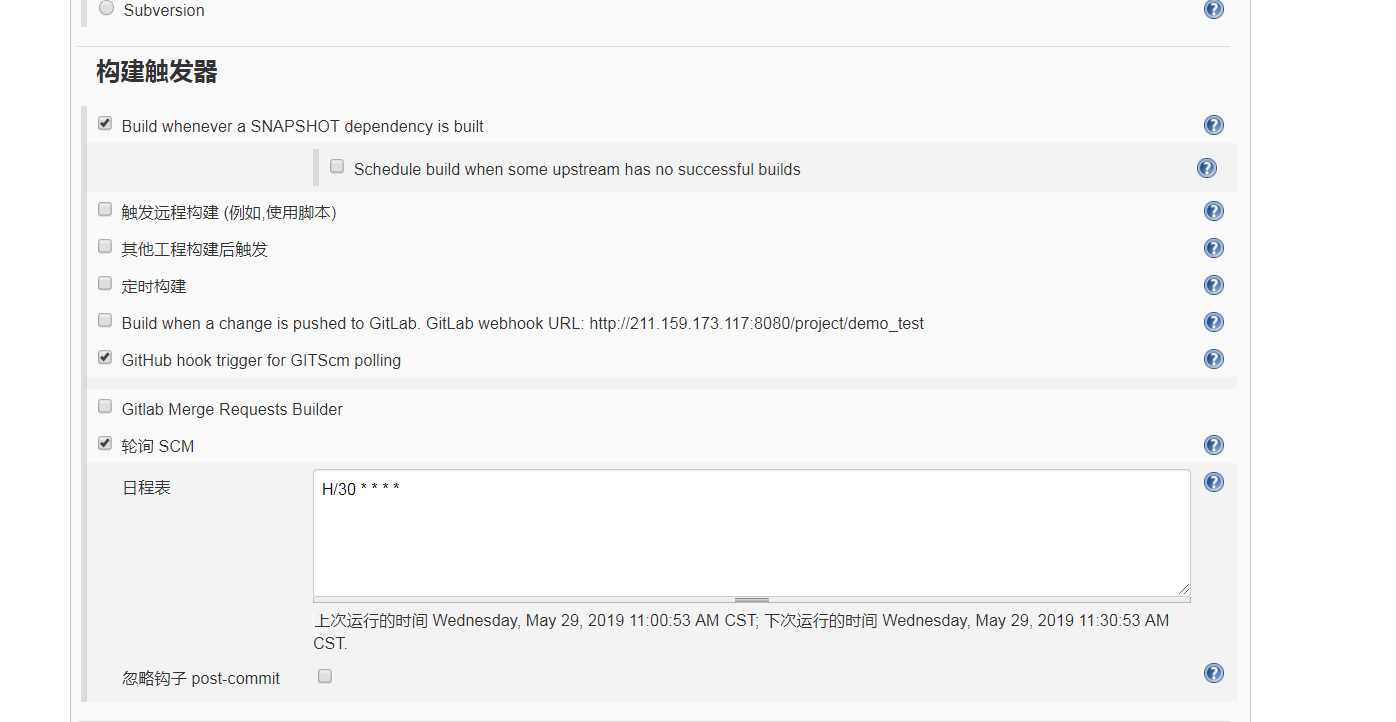 Subversion
构建触发器
Build whenever a SNAPSHOT dependency is built
Schedule build when some upstream has no successful builds
触发远程构建 (例如,使用脚本)
其他工程构建后触发
定时构建
Build when a change is pushed to GitLab. GitLab webhook URL: http://211.159.173.117:8080/project/demo_test
GitHub hook trigger for GITScm polling
Gitlab Merge Requests Builder
轮询 SCM
日程表
H/30 * * * *
上次运行的时间 Wednesday, May 29, 2019 11:00:53 AM CST; 下次运行的时间 Wednesday, May 29, 2019 11:30:53 AM
CST.
忽略钩子 post-commit